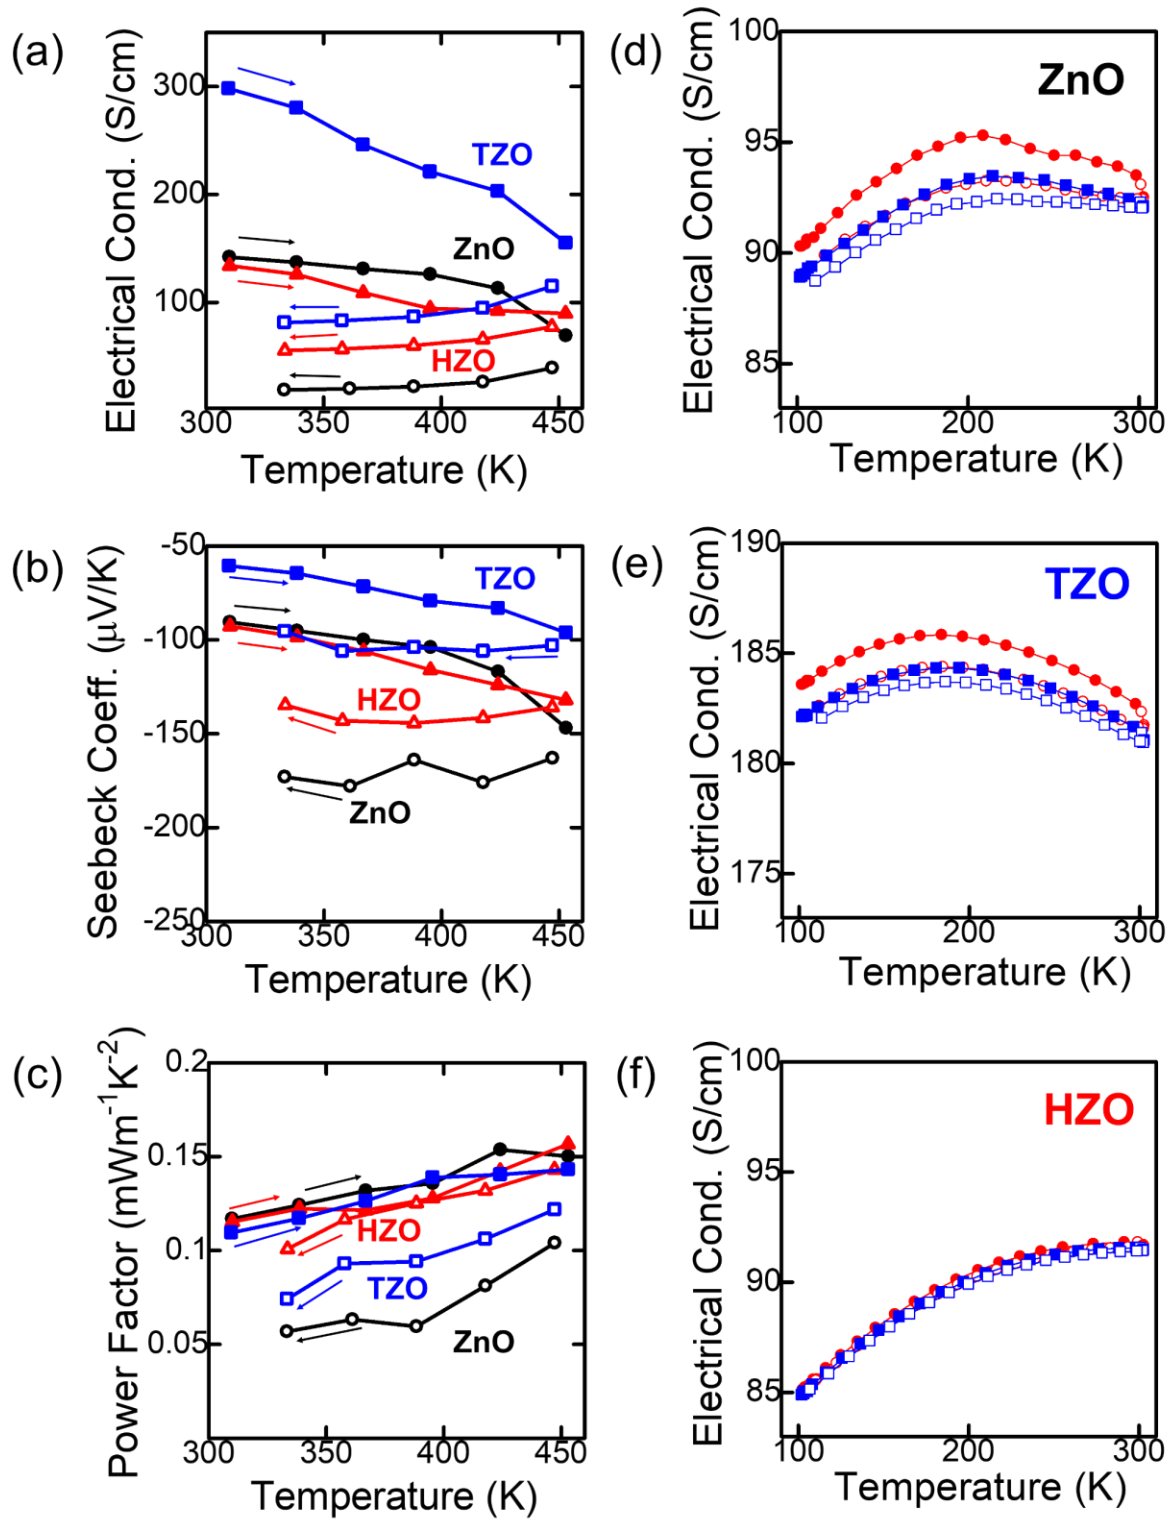 (a)
Electrical Cond. (S/cm)
300
200
100
TZO
ZnO
HZO
300
350
400
450
Temperature (K)
(d)
Electrical Cond. (S/cm)
100
95
90
85
ZnO
100
200
300
Temperature (K)
(b)
Seebeck Coeff. (μV/K)
-50
-100
-150
-200
-250
TZO
HZO
ZnO
300
350
400
450
Temperature (K)
(e)
Electrical Cond. (S/cm)
190
185
180
175
TZO
100
200
300
Temperature (K)
(c)
Power Factor (mWm⁻¹K⁻²)
0.2
0.15
0.1
0.05
HZO
TZO
ZnO
300
350
400
450
Temperature (K)
(f)
Electrical Cond. (S/cm)
100
95
90
85
HZO
100
200
300
Temperature (K)